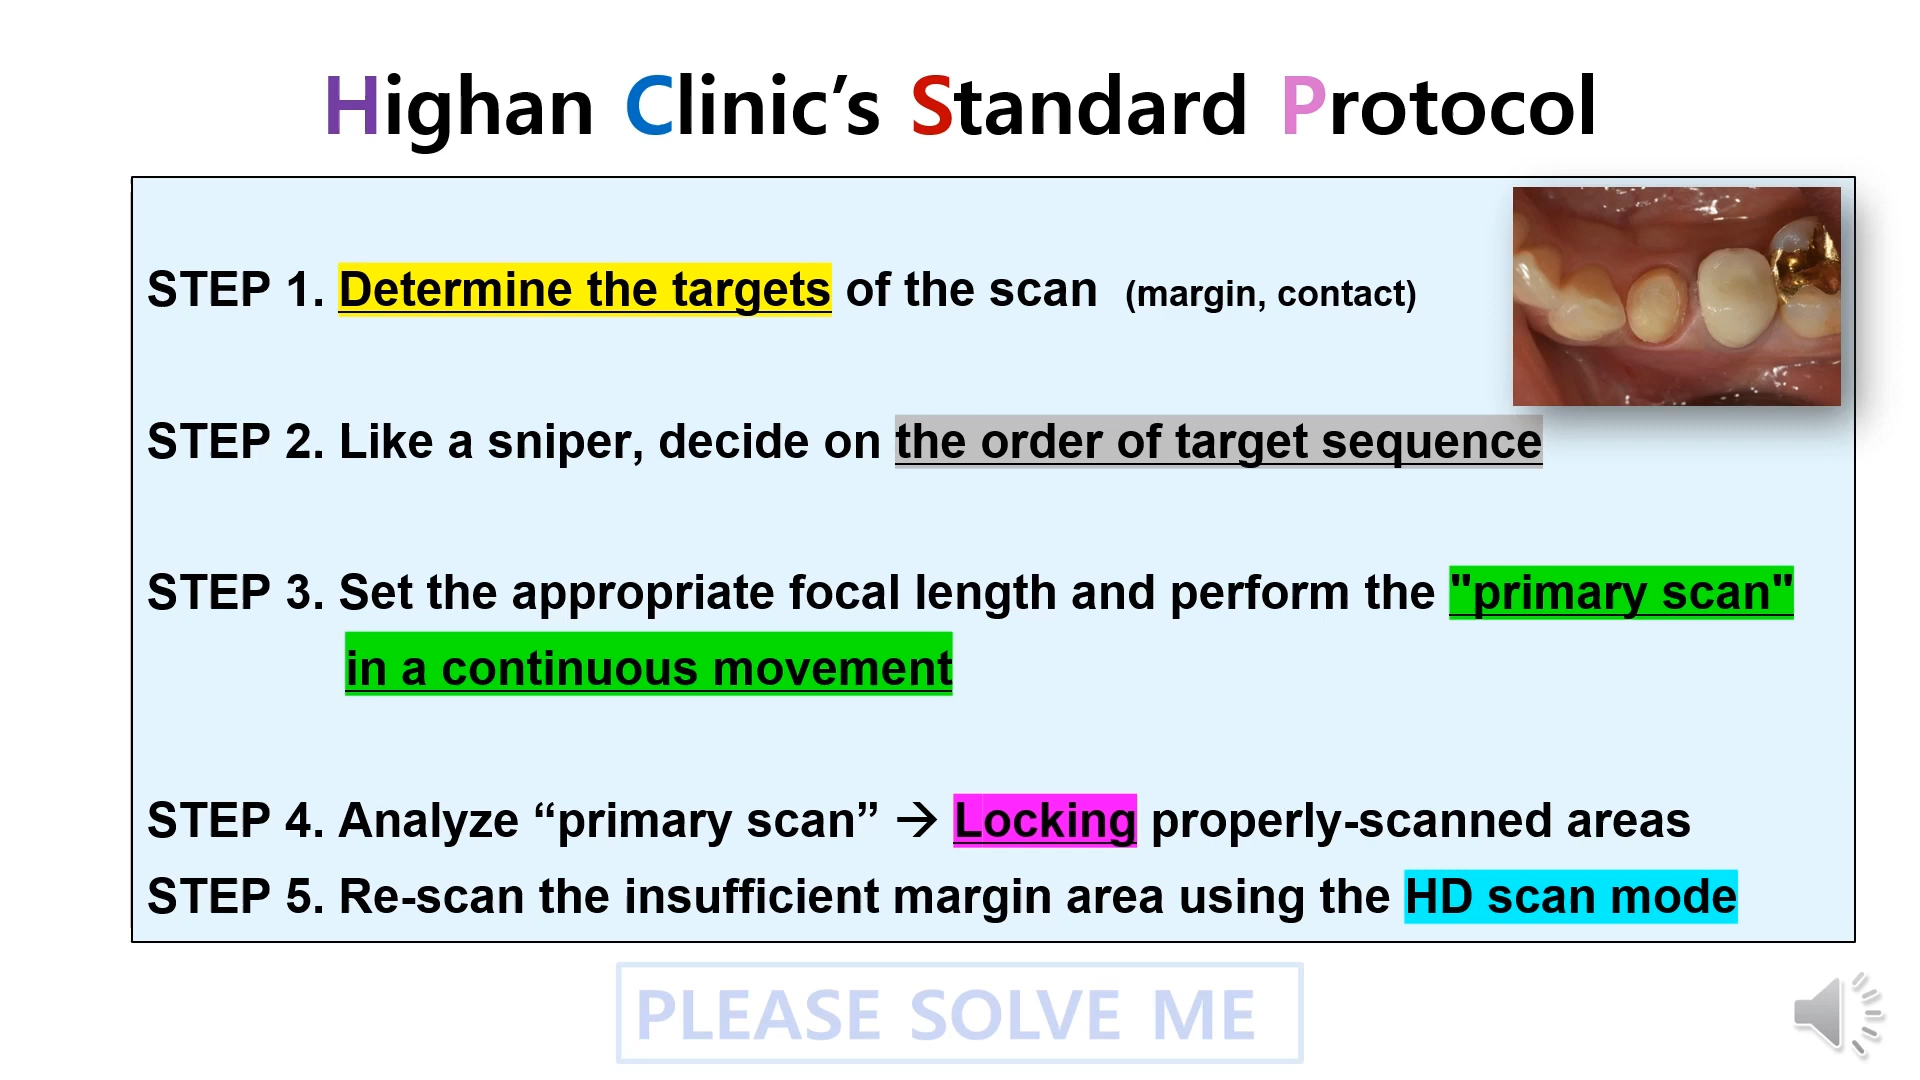 Highan Clinic’s Standard Protocol
STEP 1. Determine the targets of the scan (margin, contact)
STEP 2. Like a sniper, decide on the order of target sequence
STEP 3. Set the appropriate focal length and perform the "primary scan"
in a continuous movement
STEP 4. Analyze “primary scan” → Locking properly-scanned areas
STEP 5. Re-scan the insufficient margin area using the HD scan mode
PLEASE SOLVE ME